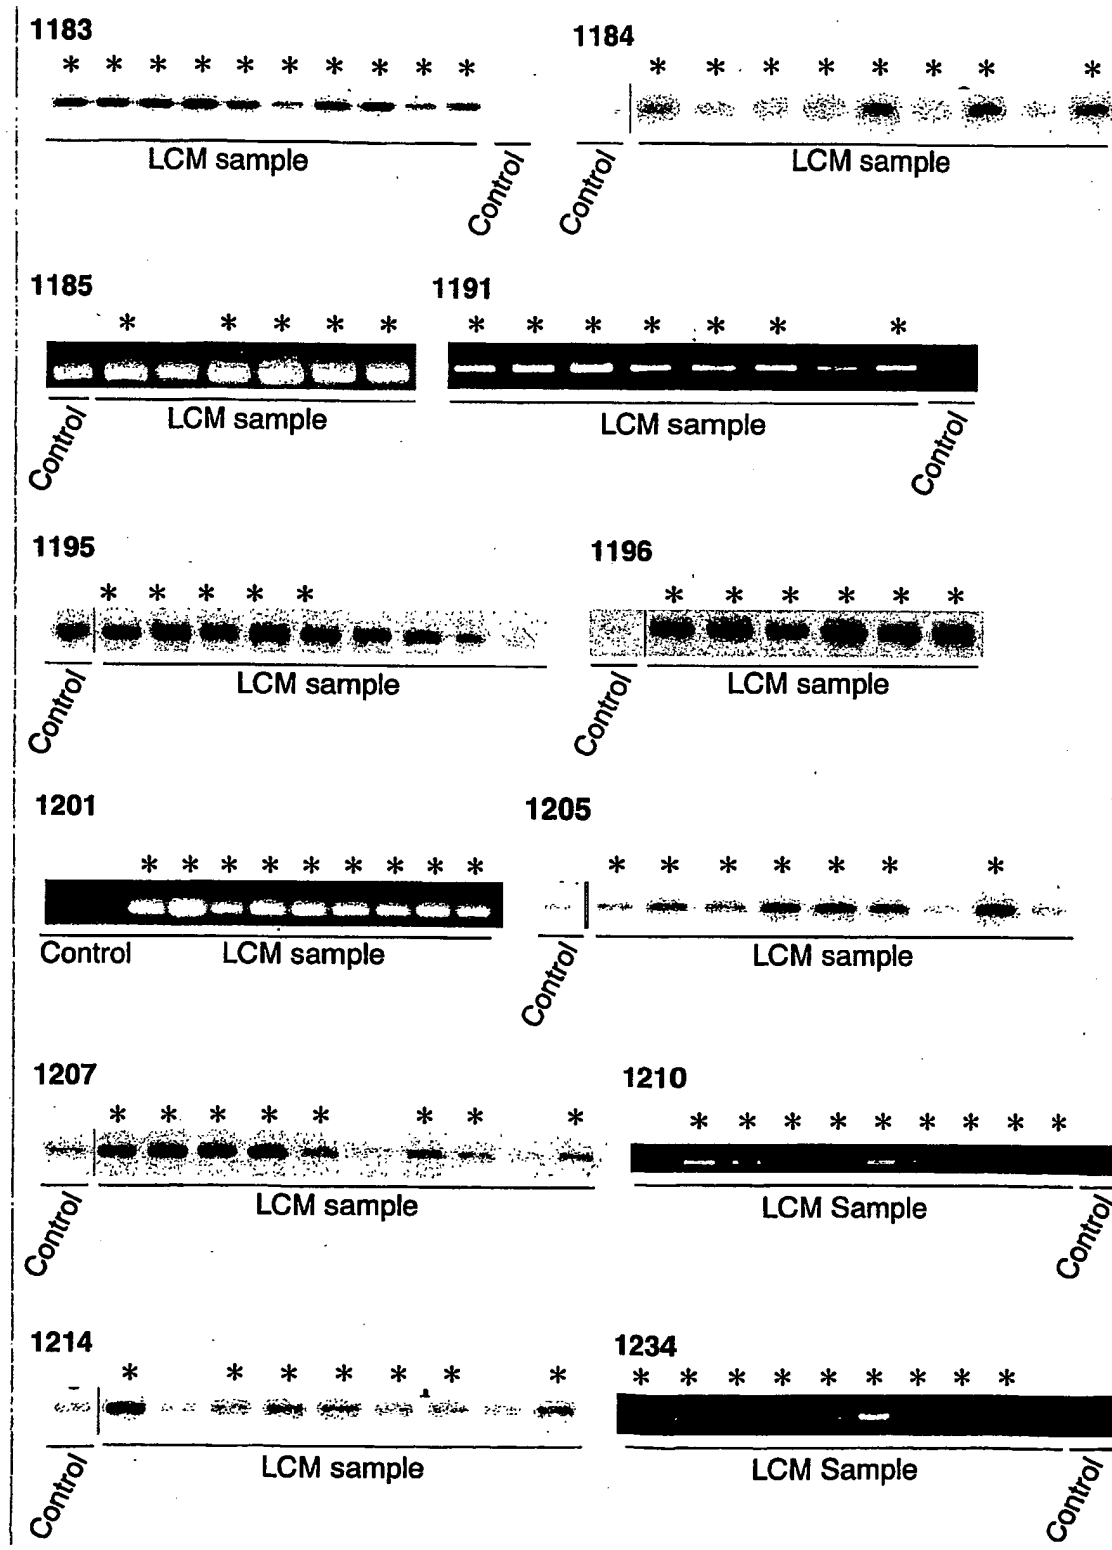 1183
* * * * * * * * * *
LCM sample
Control
1184
* * * * * * * *
Control
LCM sample
1185
* * * * * *
Control
LCM sample
1191
* * * * * * *
LCM sample
Control
1195
* * * * *
Control
LCM sample
1196
* * * * * *
Control
LCM sample
1201
* * * * * * * * *
Control LCM sample
1205
* * * * * * *
Control
LCM sample
1207
* * * * * * * *
Control
LCM sample
1210
* * * * * * * * *
LCM Sample
Control
1214
* * * * * * *
Control
LCM sample
1234
* * * * * * * * *
LCM Sample
Control